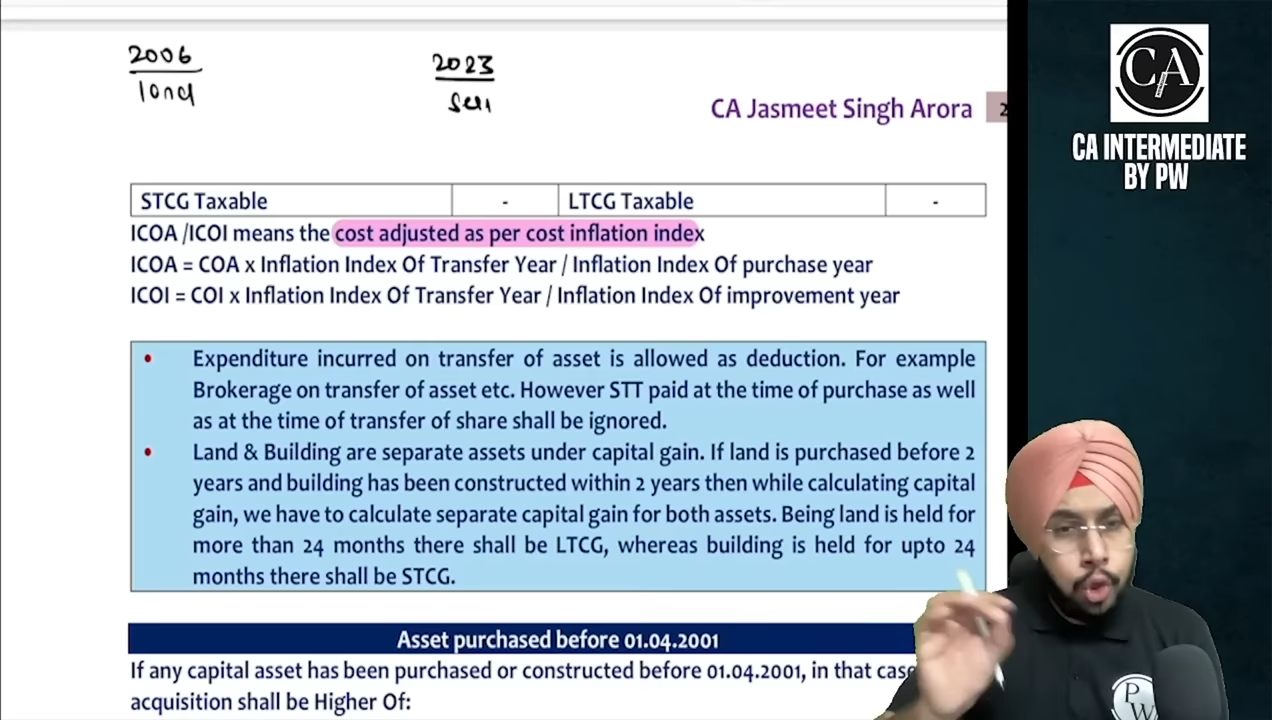 2006
land
2023
Sell
CA Jasmeet Singh Arora
2
STCG Taxable - LTCG Taxable -
ICOA /ICOI means the cost adjusted as per cost inflation index
ICOA = COA x Inflation Index Of Transfer Year / Inflation Index Of purchase year
ICOI = COI x Inflation Index Of Transfer Year / Inflation Index Of improvement year
• Expenditure incurred on transfer of asset is allowed as deduction. For example
Brokerage on transfer of asset etc. However STT paid at the time of purchase as well
as at the time of transfer of share shall be ignored.
• Land & Building are separate assets under capital gain. If land is purchased before 2
years and building has been constructed within 2 years then while calculating capital
gain, we have to calculate separate capital gain for both assets. Being land is held for
more than 24 months there shall be LTCG, whereas building is held for upto 24
months there shall be STCG.
Asset purchased before 01.04.2001
If any capital asset has been purchased or constructed before 01.04.2001, in that case
acquisition shall be Higher Of:
CA
CA INTERMEDIATE
BY PW
P
W